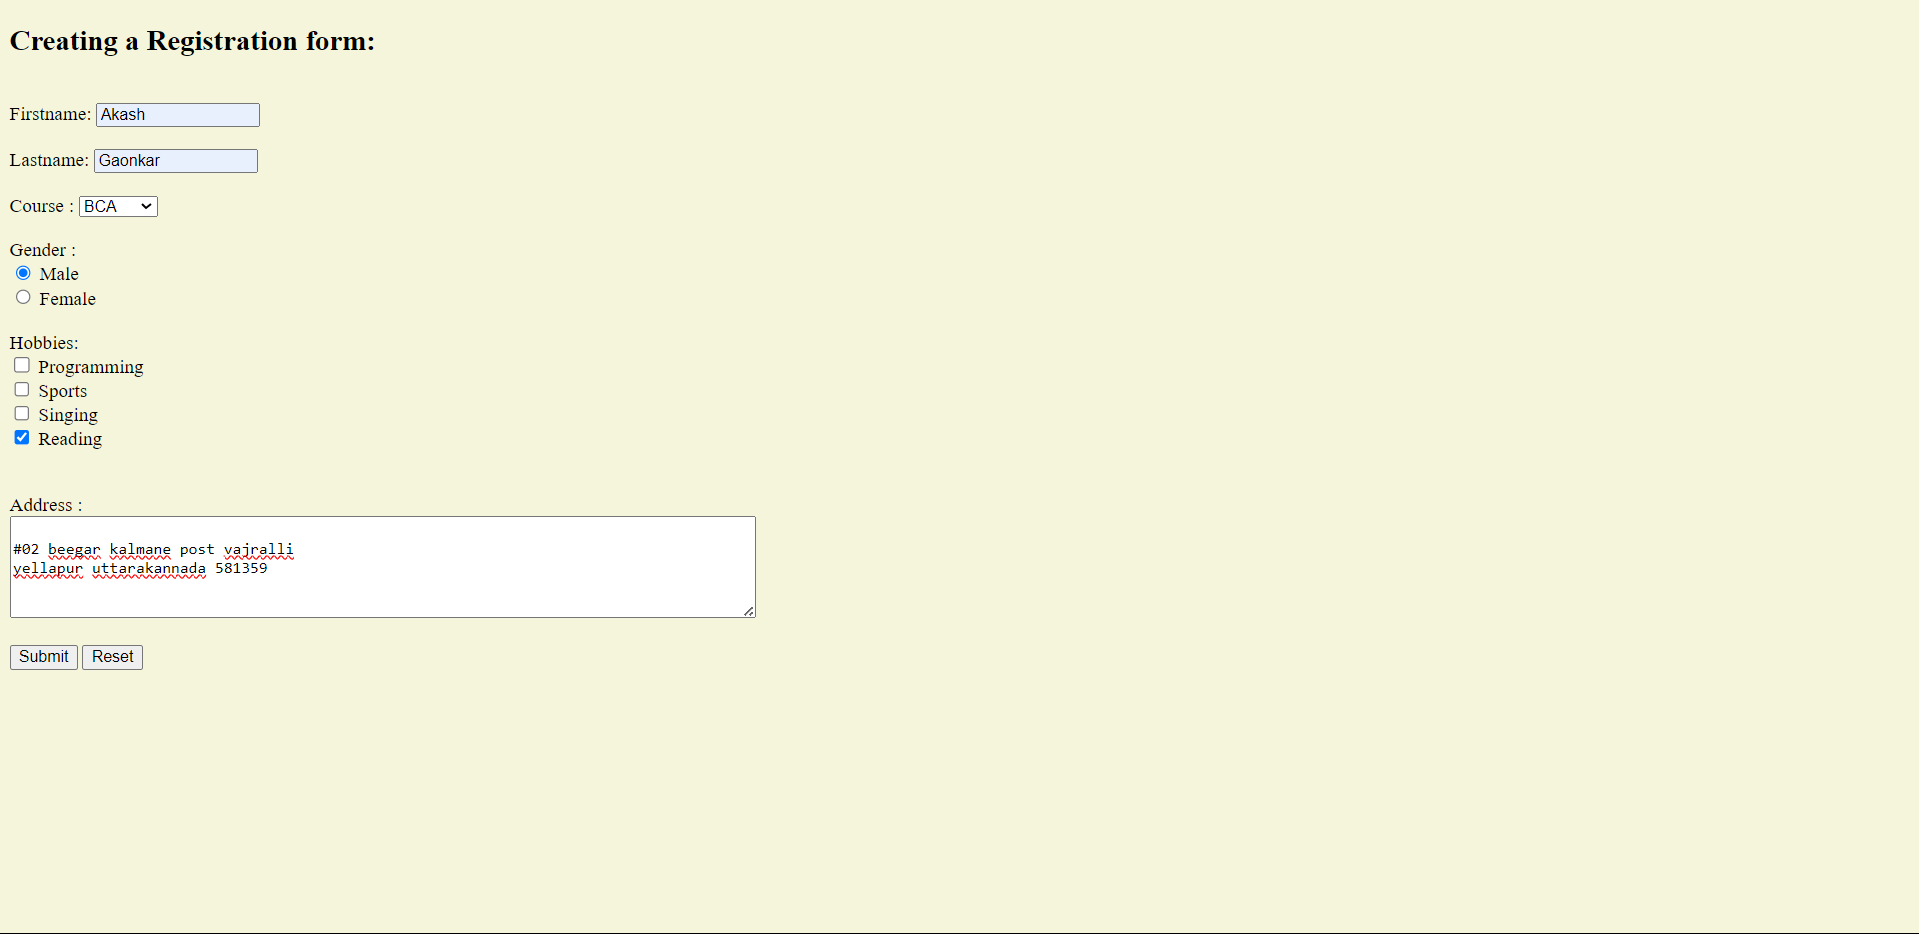 Creating a Registration form:
Firstname: Akash
Lastname: Gaonkar
Course : BCA
Gender :
Male
Female
Hobbies:
Programming
Sports
Singing
Reading
Address :
#02 beegar kalmane post vajralli
yellapur uttarakannada 581359
Submit Reset